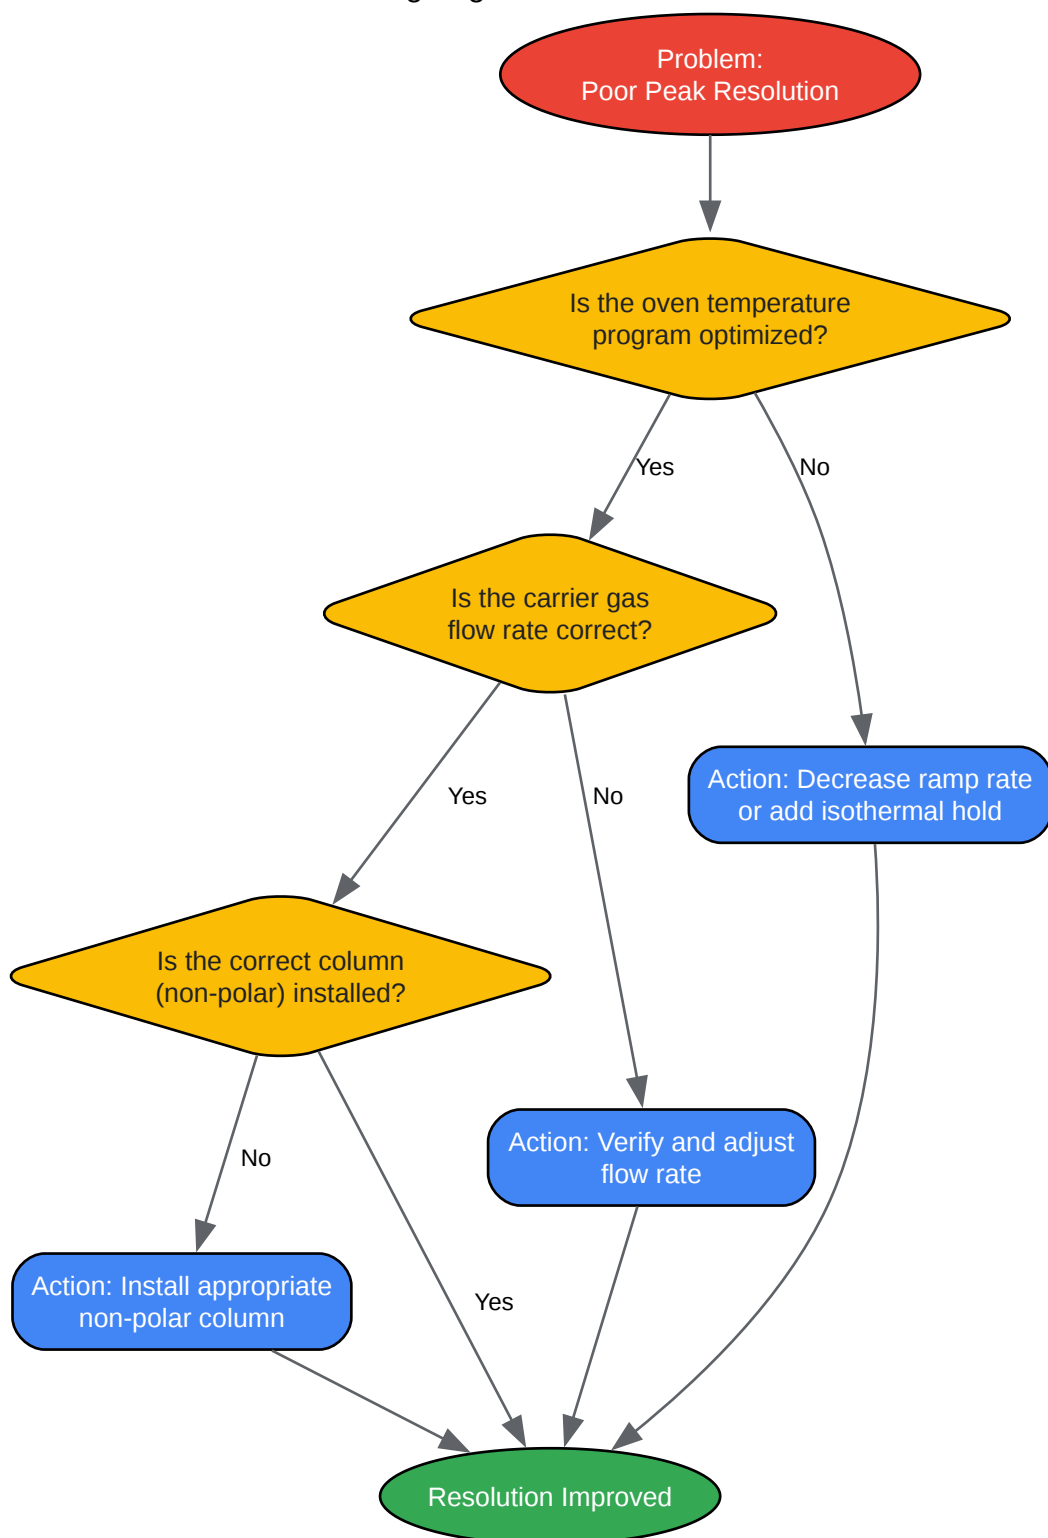 Problem:
Poor Peak Resolution
Is the oven temperature
program optimized?
Yes
No
Is the carrier gas
flow rate correct?
Action: Decrease ramp rate
or add isothermal hold
Yes
No
Is the correct column
(non-polar) installed?
Action: Verify and adjust
flow rate
No
Action: Install appropriate
non-polar column
Yes
Resolution Improved